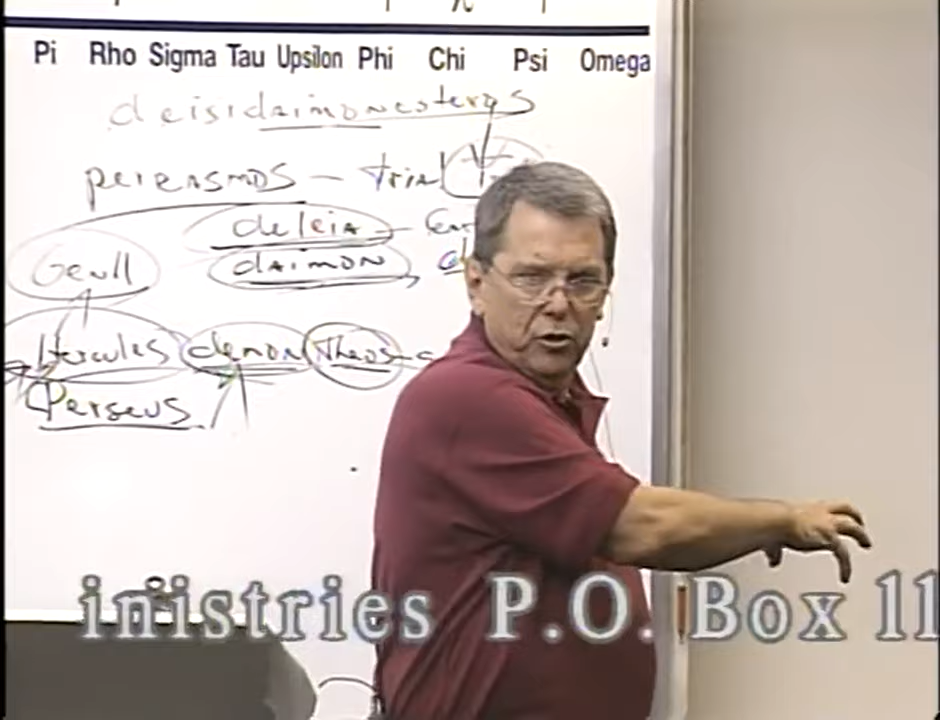 Pi Rho Sigma Tau Upsilon Phi Chi Psi Omega
deisidaimonesteros
peirasmos – trial
deleia –
Genii daimon,
Hercules demon Theos –
Perseus
inistries P.O. Box 11